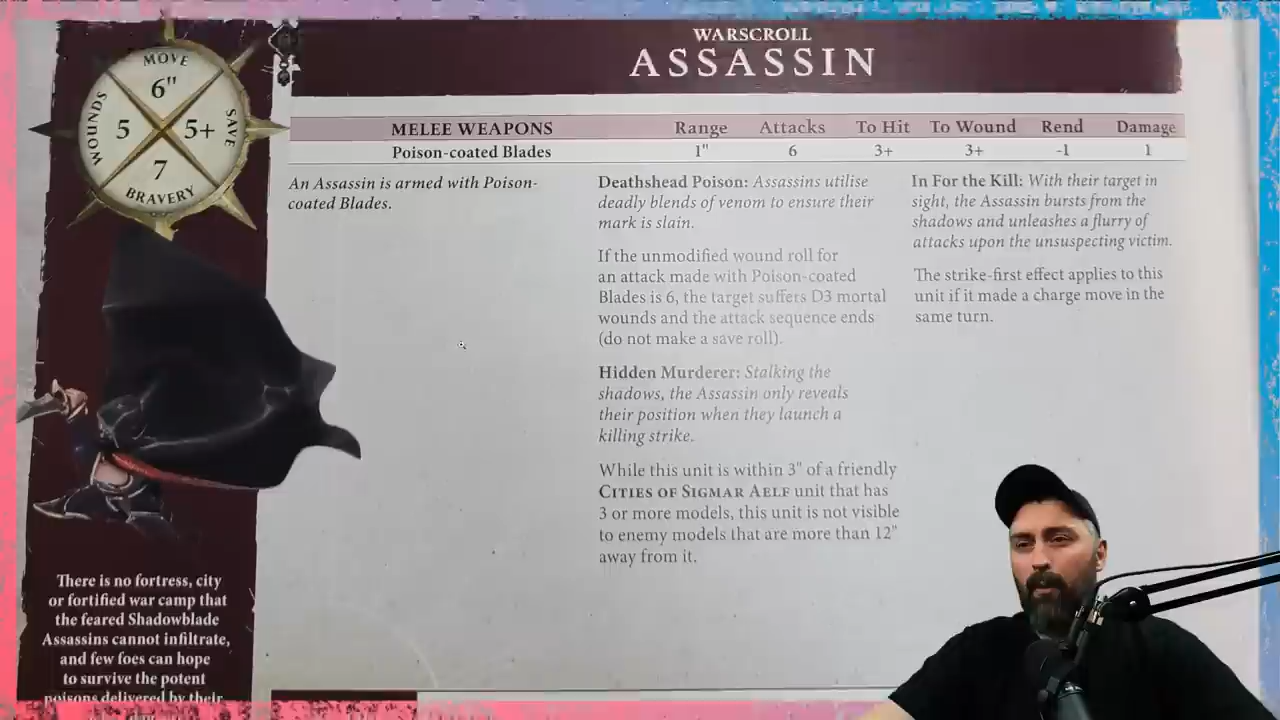 WARSCROLL
ASSASSIN
MOVE
6"
WOUNDS
5
5+
SAVE
7
BRAVERY
MELEE WEAPONS Range Attacks To Hit To Wound Rend Damage
Poison-coated Blades 1" 6 3+ 3+ -1 1
An Assassin is armed with Poison-
coated Blades.
Deathshead Poison: Assassins utilise
deadly blends of venom to ensure their
mark is slain.
If the unmodified wound roll for
an attack made with Poison-coated
Blades is 6, the target suffers D3 mortal
wounds and the attack sequence ends
(do not make a save roll).
Hidden Murderer: Stalking the
shadows, the Assassin only reveals
their position when they launch a
killing strike.
While this unit is within 3" of a friendly
CITIES OF SIGMAR AELF unit that has
3 or more models, this unit is not visible
to enemy models that are more than 12"
away from it.
In For the Kill: With their target in
sight, the Assassin bursts from the
shadows and unleashes a flurry of
attacks upon the unsuspecting victim.
The strike-first effect applies to this
unit if it made a charge move in the
same turn.
There is no fortress, city
or fortified war camp that
the feared Shadowblade
Assassins cannot infiltrate,
and few foes can hope
to survive the potent
poisons delivered by their